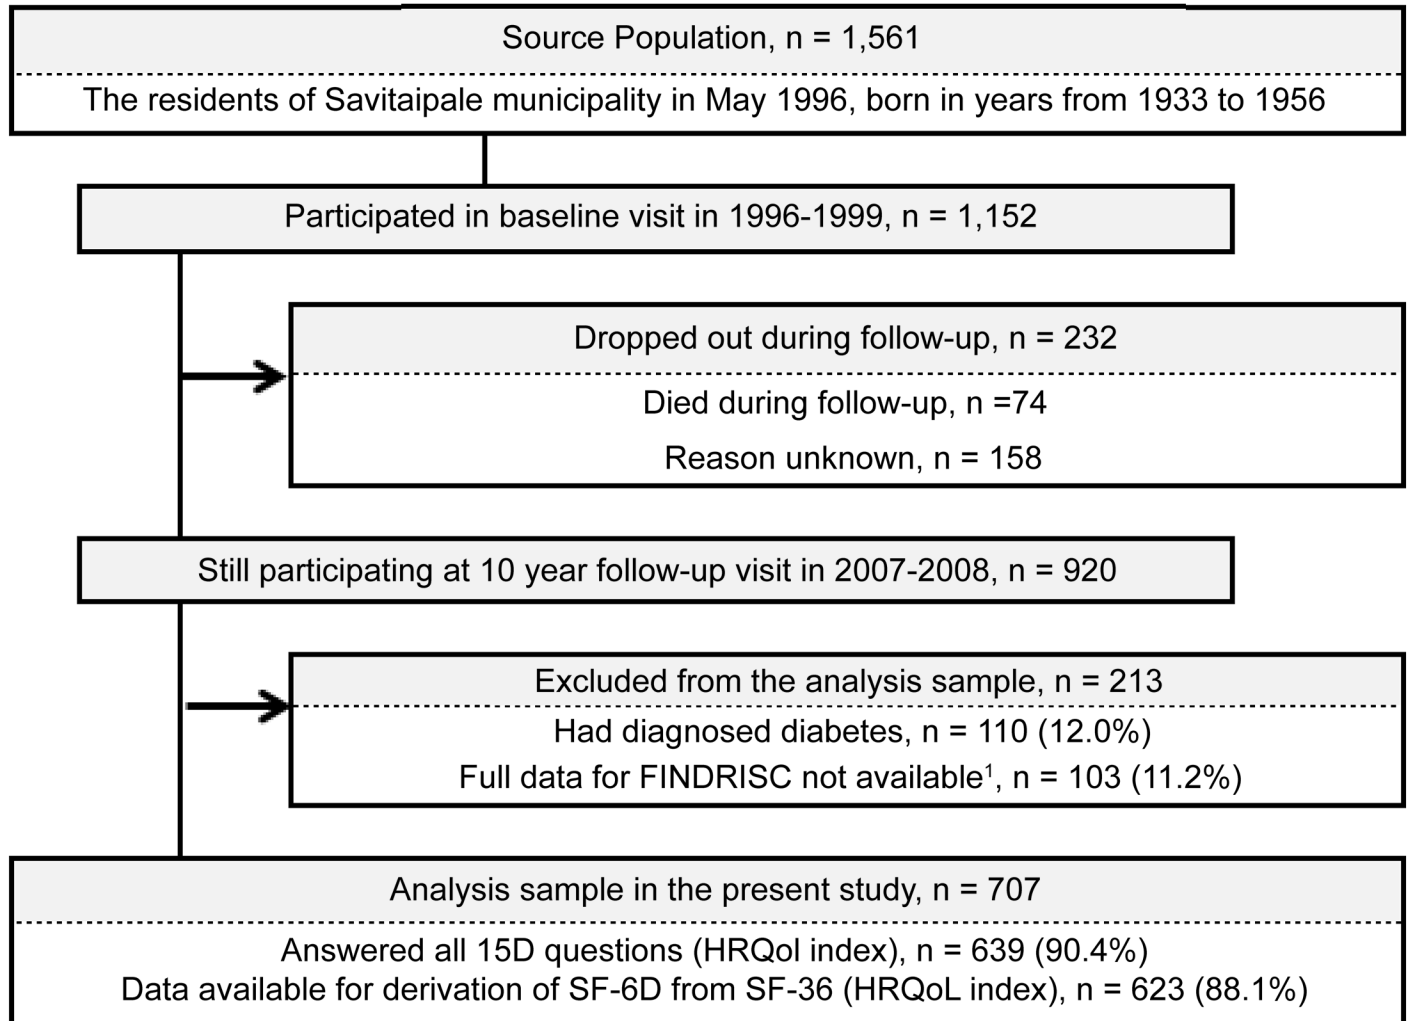 Source Population, n = 1,561
The residents of Savitaipale municipality in May 1996, born in years from 1933 to 1956
Participated in baseline visit in 1996-1999, n = 1,152
Dropped out during follow-up, n = 232
Died during follow-up, n =74
Reason unknown, n = 158
Still participating at 10 year follow-up visit in 2007-2008, n = 920
Excluded from the analysis sample, n = 213
Had diagnosed diabetes, n = 110 (12.0%)
Full data for FINDRISC not available¹, n = 103 (11.2%)
Analysis sample in the present study, n = 707
Answered all 15D questions (HRQol index), n = 639 (90.4%)
Data available for derivation of SF-6D from SF-36 (HRQoL index), n = 623 (88.1%)